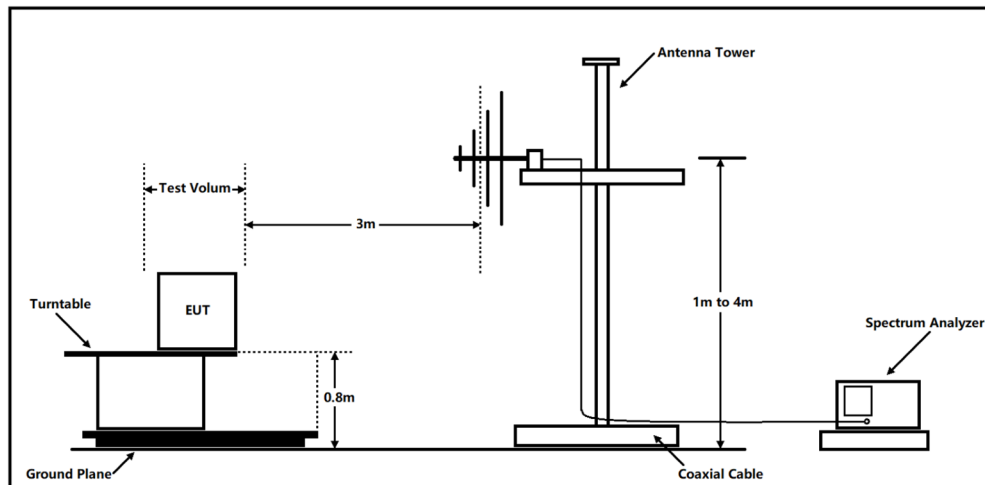 Antenna Tower
Test Volum
3m
EUT
Turntable
1m to 4m
Spectrum Analyzer
0.8m
Ground Plane
Coaxial Cable